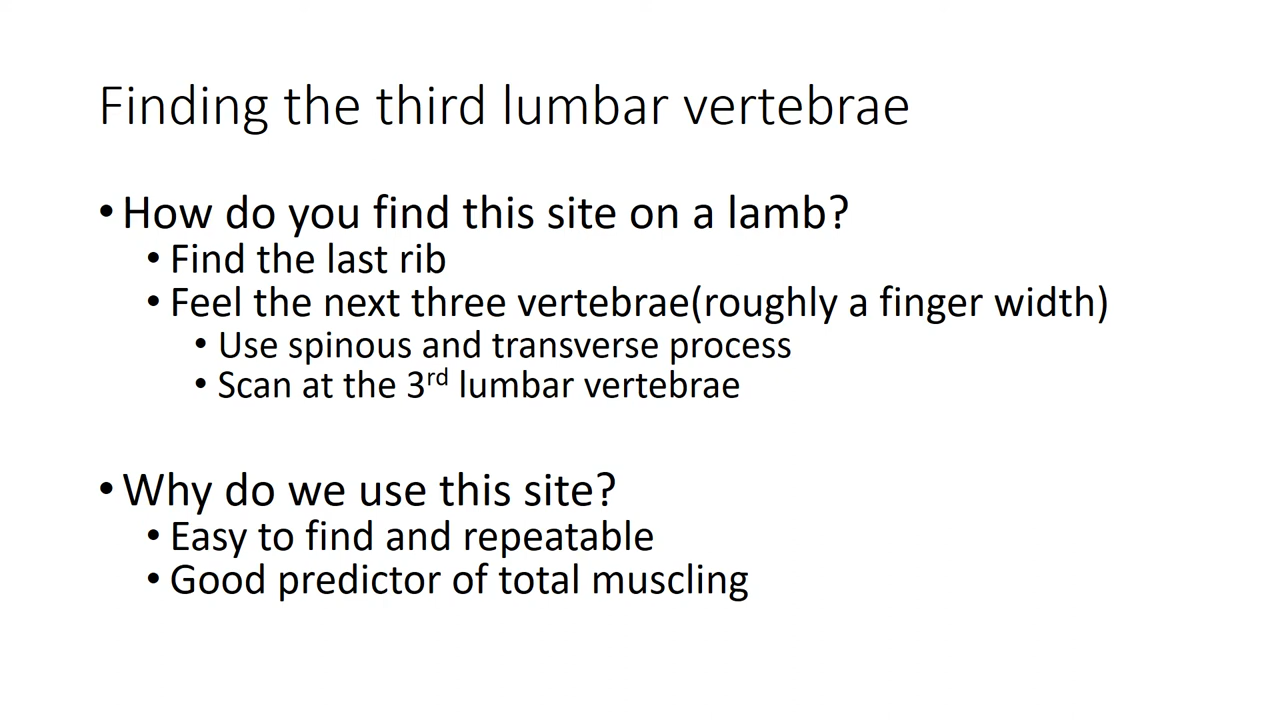 Finding the third lumbar vertebrae
• How do you find this site on a lamb?
• Find the last rib
• Feel the next three vertebrae(roughly a finger width)
• Use spinous and transverse process
• Scan at the 3rd lumbar vertebrae
• Why do we use this site?
• Easy to find and repeatable
• Good predictor of total muscling